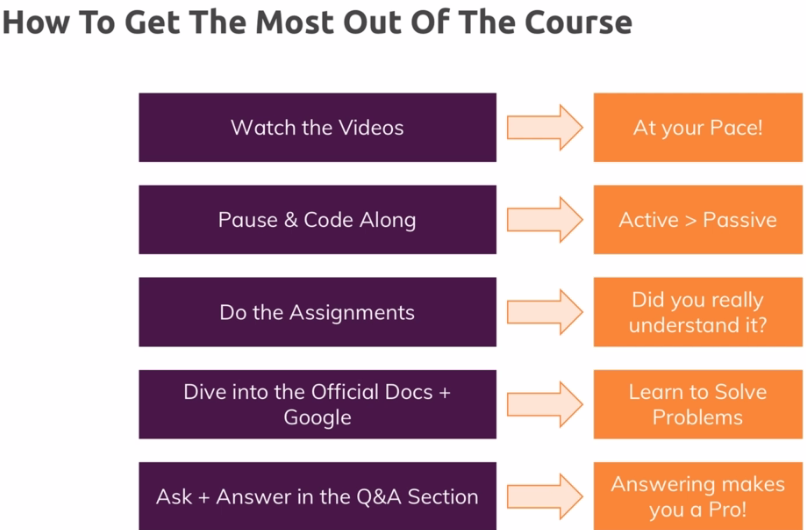 How To Get The Most Out Of The Course
Watch the Videos
At your Pace!
Pause & Code Along
Active > Passive
Do the Assignments
Did you really
understand it?
Dive into the Official Docs +
Google
Learn to Solve
Problems
Ask + Answer in the Q&A Section
Answering makes
you a Pro!